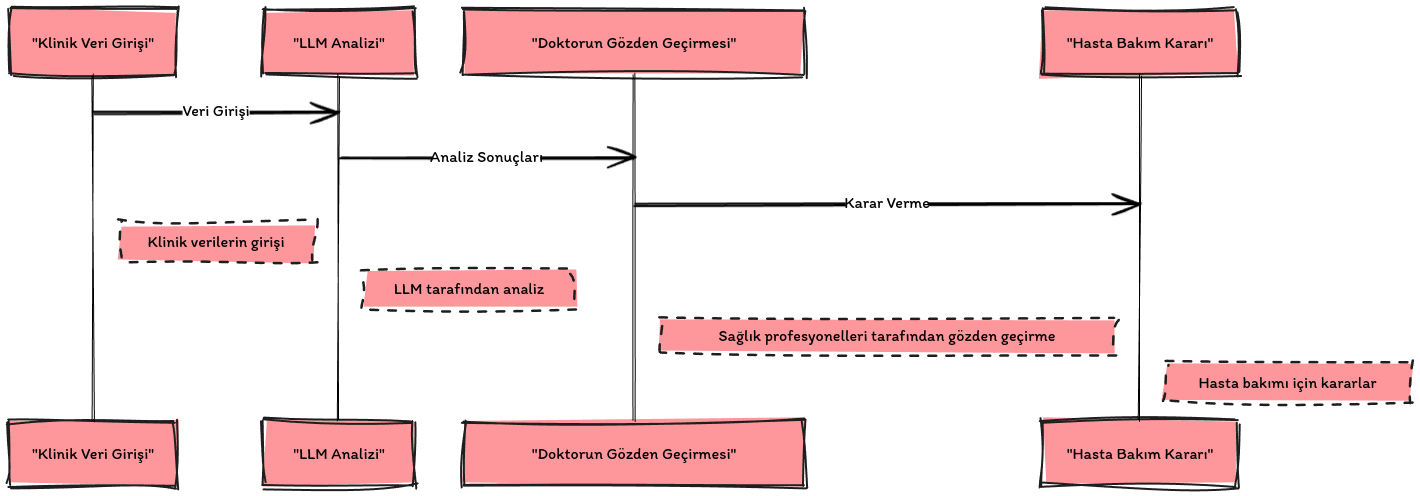 "Klinik Veri Girişi"
"LLM Analizi"
"Doktorun Gözden Geçirmesi"
"Hasta Bakım Kararı"
Veri Girişi
Analiz Sonuçları
Karar Verme
Klinik verilerin girişi
LLM tarafından analiz
Sağlık profesyonelleri tarafından gözden geçirme
Hasta bakımı için kararlar
"Klinik Veri Girişi"
"LLM Analizi"
"Doktorun Gözden Geçirmesi"
"Hasta Bakım Kararı"